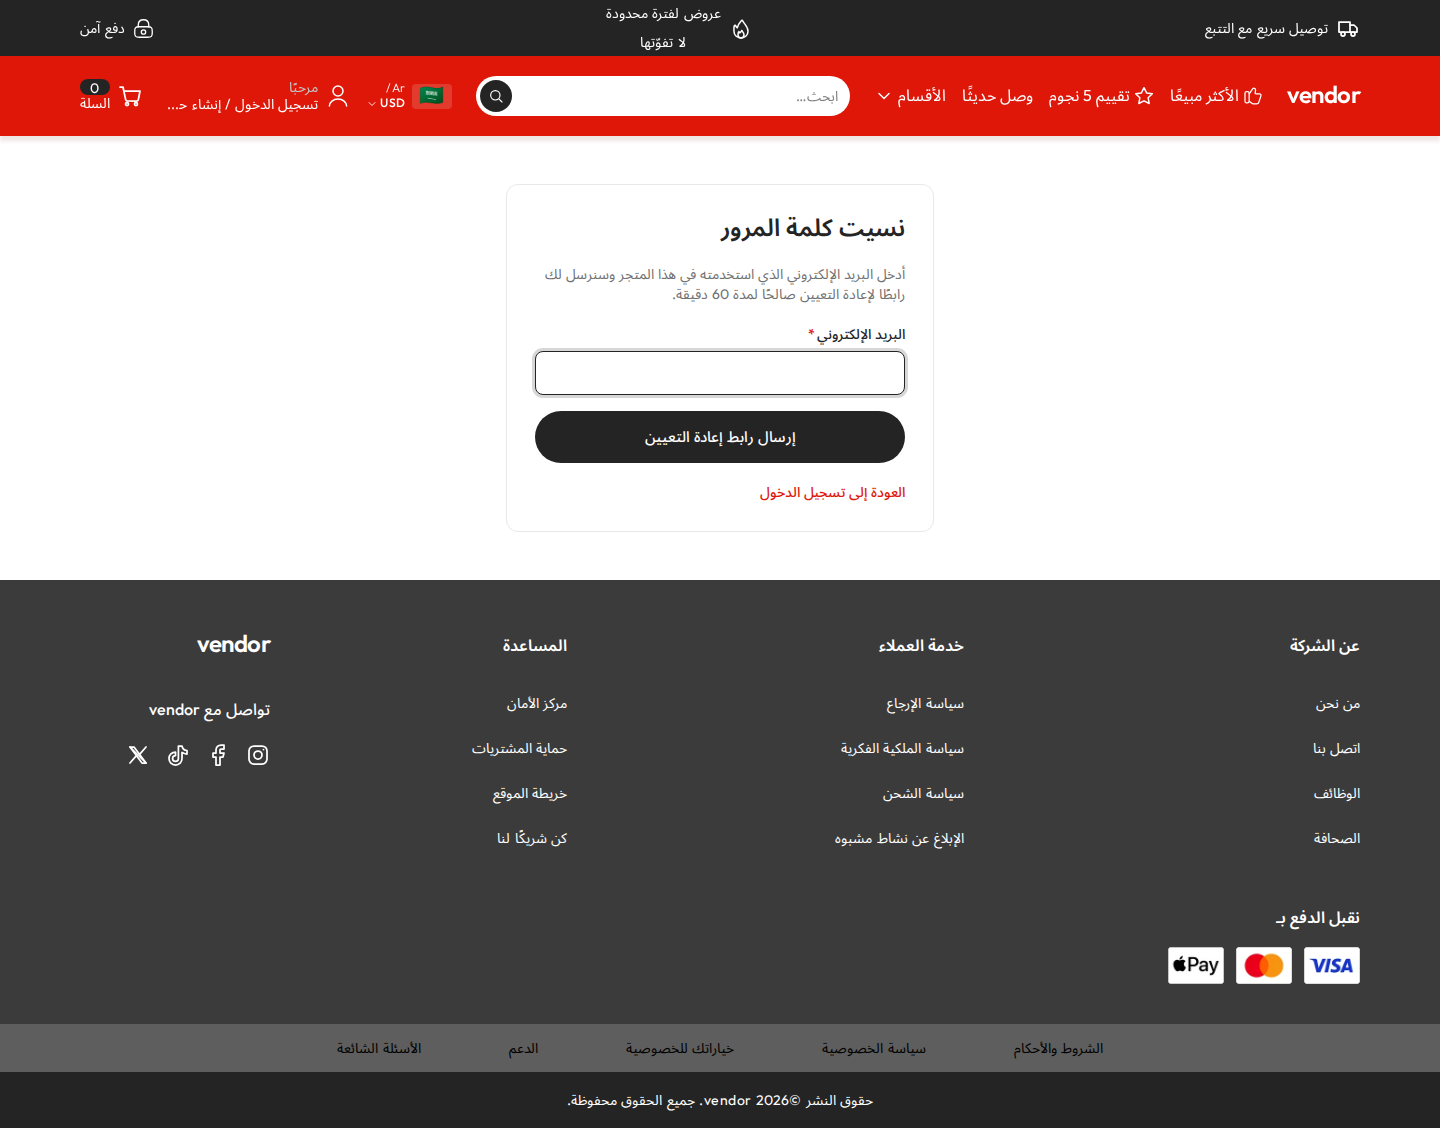 توصيل سريع مع التتبع
عروض لفترة محدودة
لا تفوّتها
دفع آمن
vendor
الأكثر مبيعًا
تقييم 5 نجوم
وصل حديثًا
الأقسام
ابحث...
Ar /
USD
مرحبًا
تسجيل الدخول / إنشاء حـ...
0
السلة
نسيت كلمة المرور
أدخل البريد الإلكتروني الذي استخدمته في هذا المتجر وسنرسل لك
رابطًا لإعادة التعيين صالحًا لمدة 60 دقيقة.
البريد الإلكتروني *
إرسال رابط إعادة التعيين
العودة إلى تسجيل الدخول
عن الشركة
من نحن
اتصل بنا
الوظائف
الصحافة
خدمة العملاء
سياسة الإرجاع
سياسة الملكية الفكرية
سياسة الشحن
الإبلاغ عن نشاط مشبوه
المساعدة
مركز الأمان
حماية المشتريات
خريطة الموقع
كن شريكًا لنا
vendor
تواصل مع vendor
نقبل الدفع بـ
VISA
Pay
الشروط والأحكام
سياسة الخصوصية
خياراتك للخصوصية
الدعم
الأسئلة الشائعة
حقوق النشر ©2026 vendor. جميع الحقوق محفوظة.